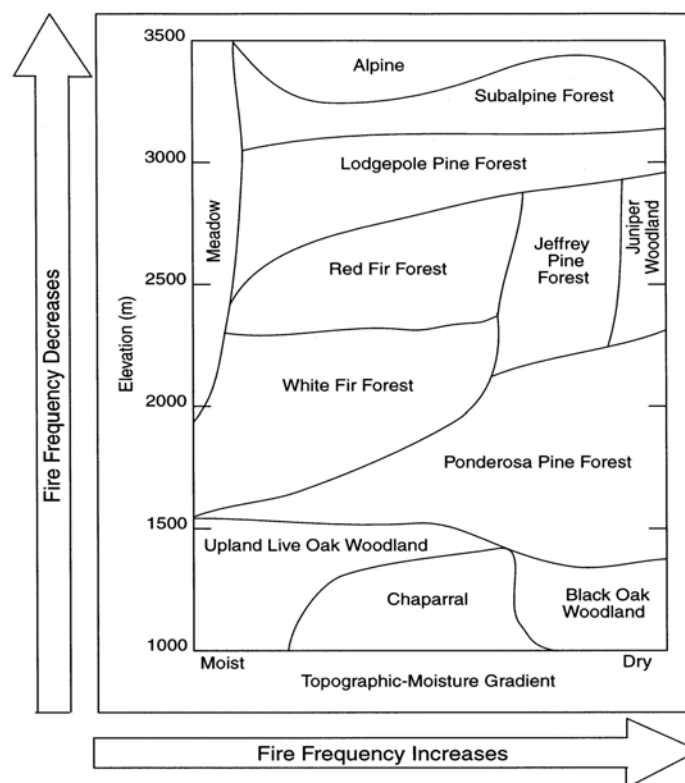 3500
Alpine
Subalpine Forest
3000
Lodgepole Pine Forest
Meadow
Juniper
Woodland
Jeffrey
Pine
Forest
Red Fir Forest
2500
Elevation (m)
Fire Frequency Decreases
White Fir Forest
2000
Ponderosa Pine Forest
1500
Upland Live Oak Woodland
Chaparral
Black Oak
Woodland
1000
Moist
Dry
Topographic-Moisture Gradient
Fire Frequency Increases